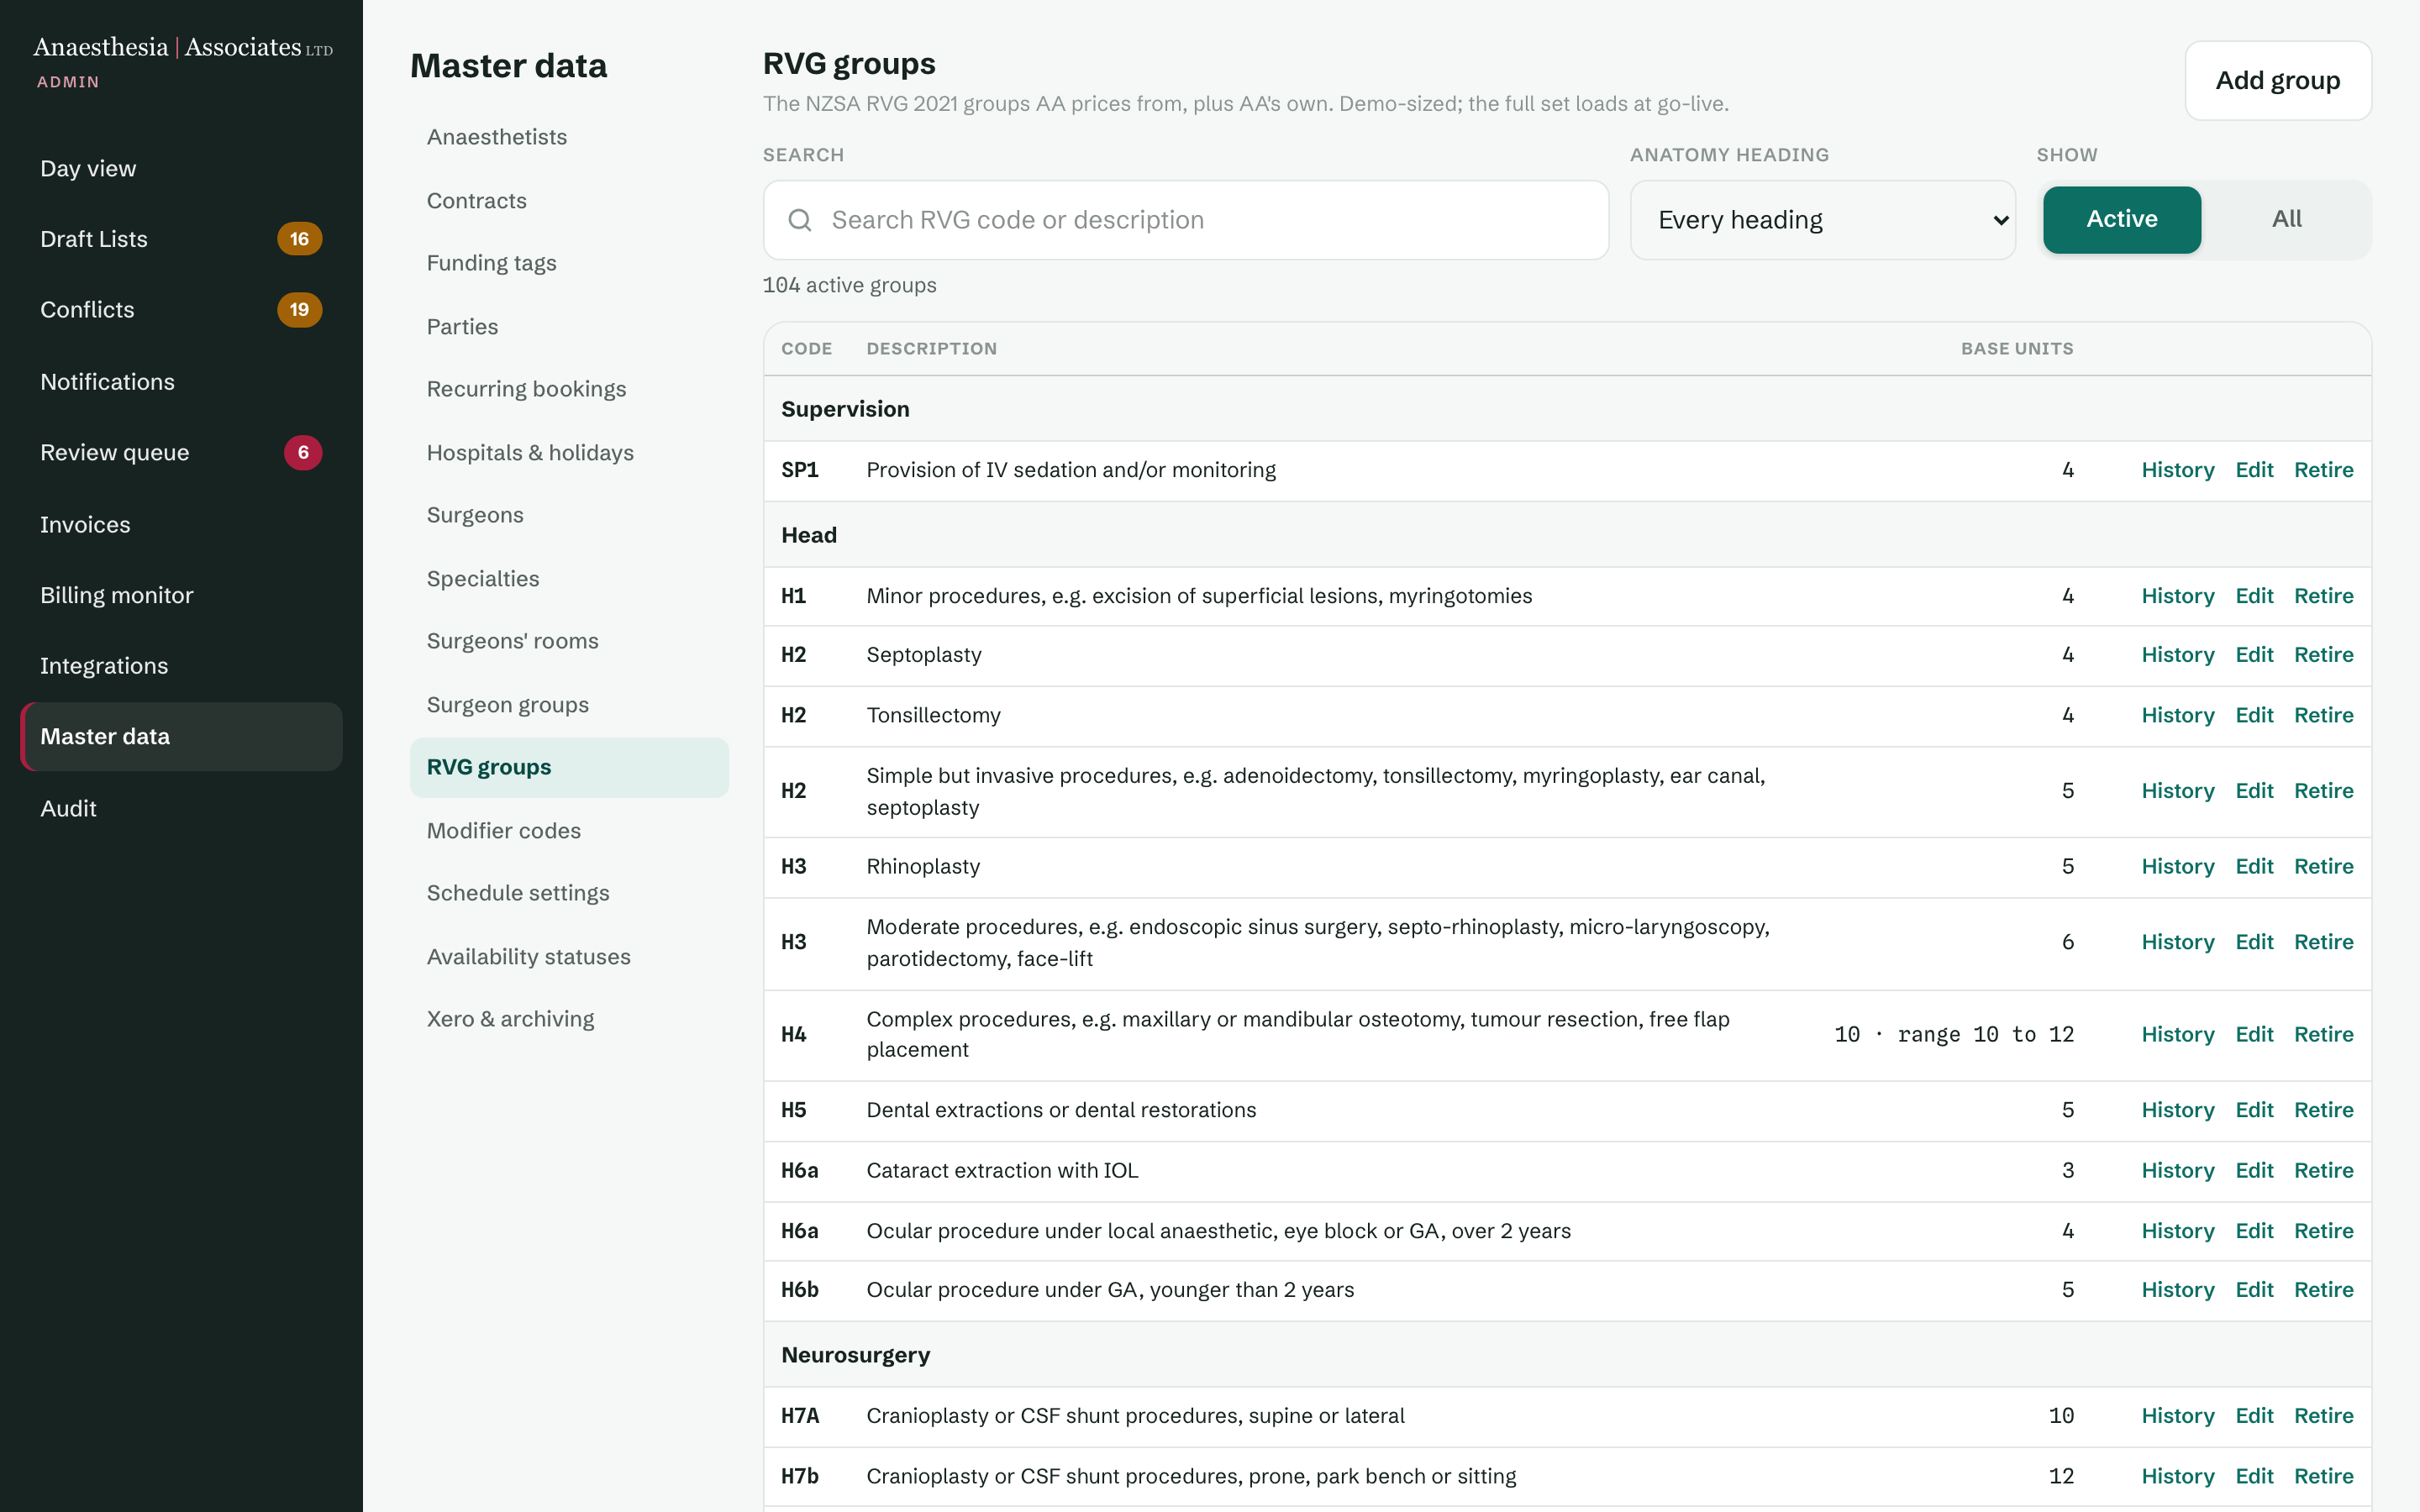 Anaesthesia | Associates LTD
ADMIN
Day view
Draft Lists 16
Conflicts 19
Notifications
Review queue 6
Invoices
Billing monitor
Integrations
Master data
Audit
Master data
Anaesthetists
Contracts
Funding tags
Parties
Recurring bookings
Hospitals & holidays
Surgeons
Specialties
Surgeons' rooms
Surgeon groups
RVG groups
Modifier codes
Schedule settings
Availability statuses
Xero & archiving
RVG groups
The NZSA RVG 2021 groups AA prices from, plus AA's own. Demo-sized; the full set loads at go-live.
Add group
SEARCH ANATOMY HEADING SHOW
Search RVG code or description Every heading Active All
104 active groups
CODE DESCRIPTION BASE UNITS
Supervision
SP1 Provision of IV sedation and/or monitoring 4 History Edit Retire
Head
H1 Minor procedures, e.g. excision of superficial lesions, myringotomies 4 History Edit Retire
H2 Septoplasty 4 History Edit Retire
H2 Tonsillectomy 4 History Edit Retire
H2 Simple but invasive procedures, e.g. adenoidectomy, tonsillectomy, myringoplasty, ear canal,
septoplasty 5 History Edit Retire
H3 Rhinoplasty 5 History Edit Retire
H3 Moderate procedures, e.g. endoscopic sinus surgery, septo-rhinoplasty, micro-laryngoscopy,
parotidectomy, face-lift 6 History Edit Retire
H4 Complex procedures, e.g. maxillary or mandibular osteotomy, tumour resection, free flap
placement 10 · range 10 to 12 History Edit Retire
H5 Dental extractions or dental restorations 5 History Edit Retire
H6a Cataract extraction with IOL 3 History Edit Retire
H6a Ocular procedure under local anaesthetic, eye block or GA, over 2 years 4 History Edit Retire
H6b Ocular procedure under GA, younger than 2 years 5 History Edit Retire
Neurosurgery
H7A Cranioplasty or CSF shunt procedures, supine or lateral 10 History Edit Retire
H7b Cranioplasty or CSF shunt procedures, prone, park bench or sitting 12 History Edit Retire